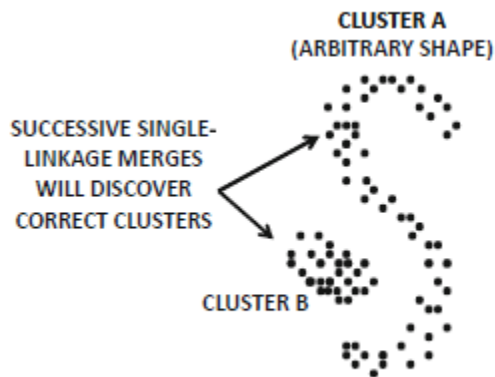 CLUSTER A
(ARBITRARY SHAPE)
SUCCESSIVE SINGLE-
LINKAGE MERGES
WILL DISCOVER
CORRECT CLUSTERS
CLUSTER B